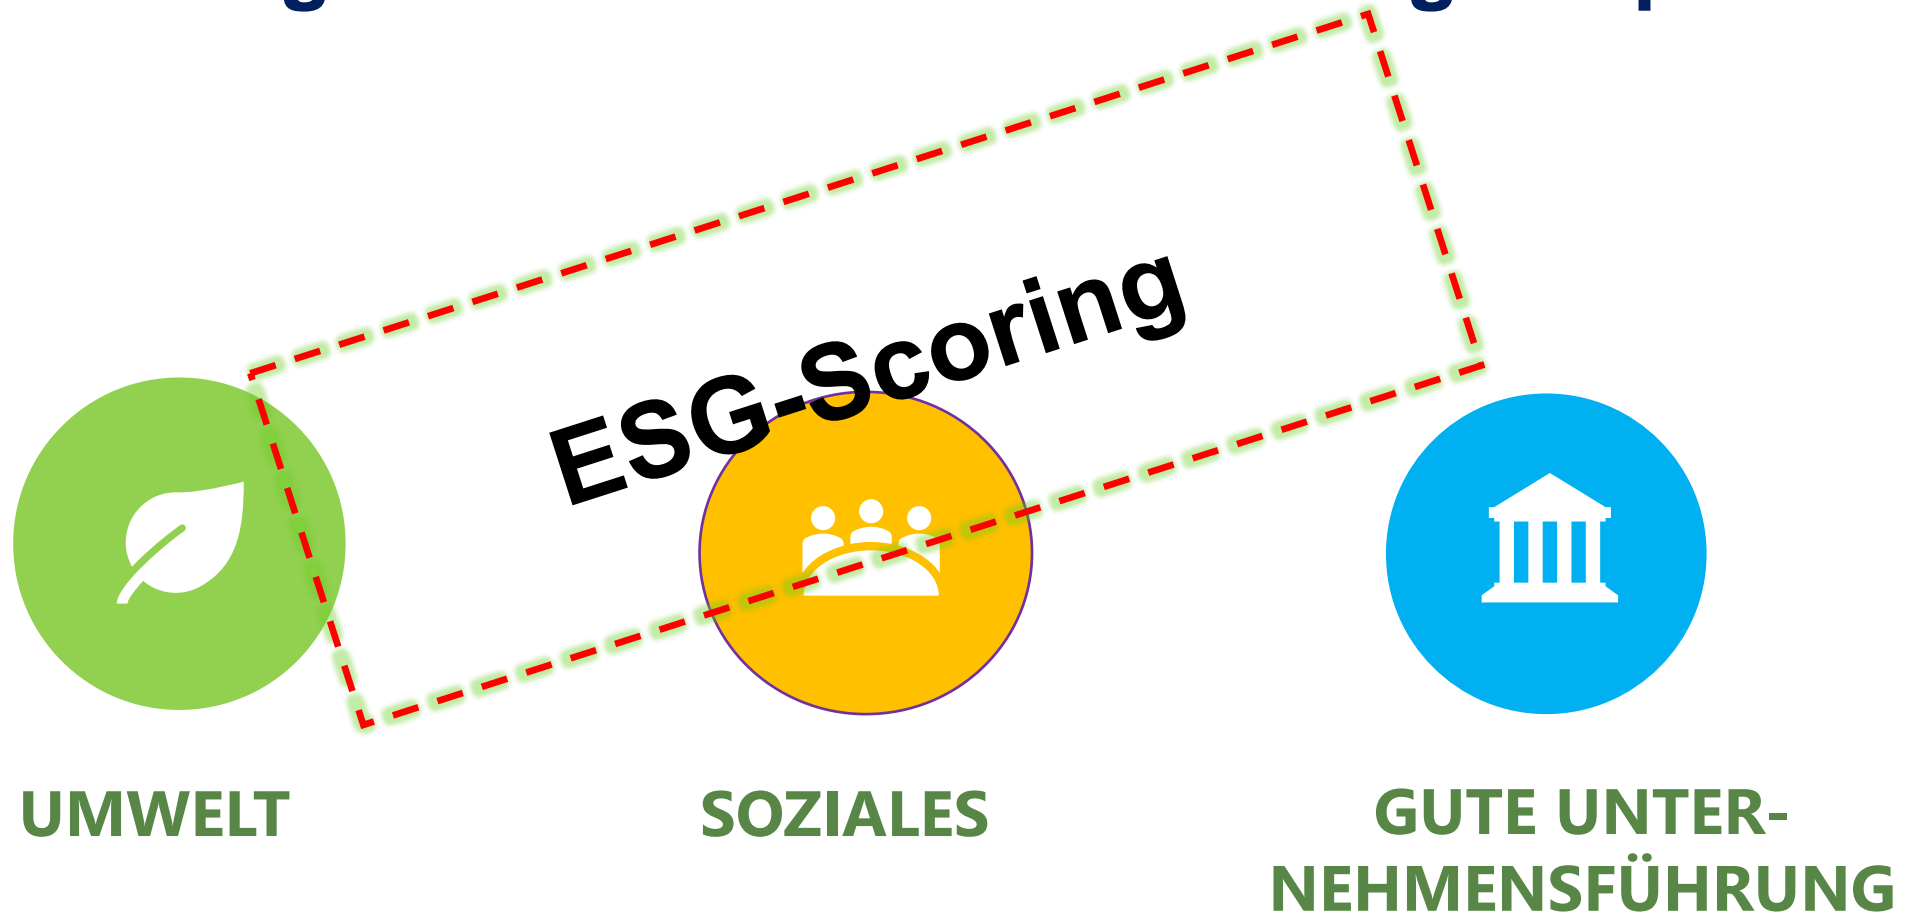 ESG-Scoring
UMWELT
SOZIALES
GUTE UNTER-
NEHMENSFÜHRUNG